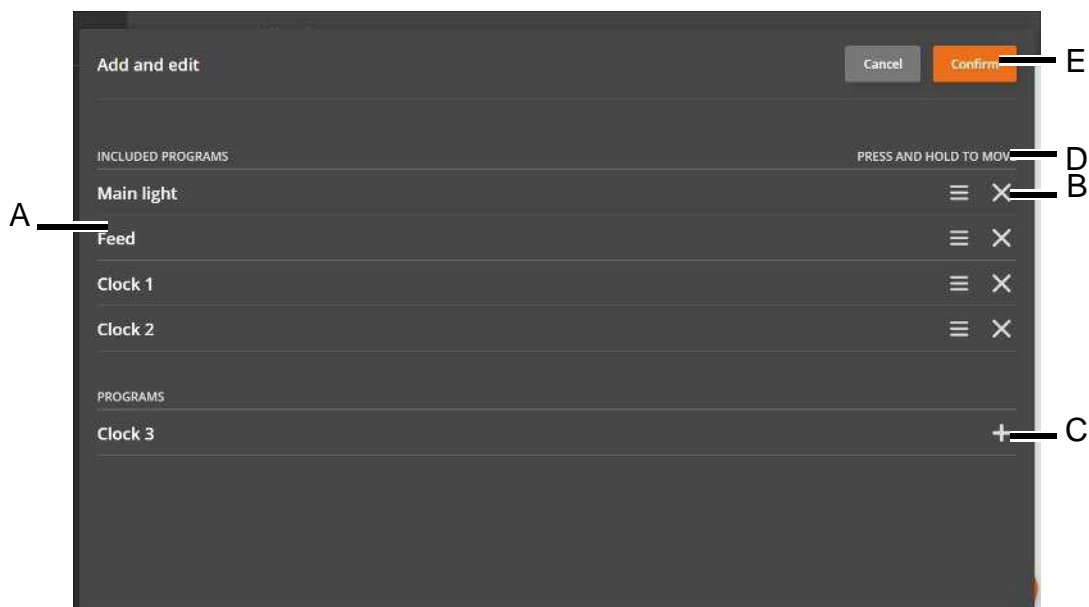 Add and edit
Cancel
Confirm
E
INCLUDED PROGRAMS
PRESS AND HOLD TO MOV
D
Main light
B
A
Feed
Clock 1
Clock 2
PROGRAMS
Clock 3
C